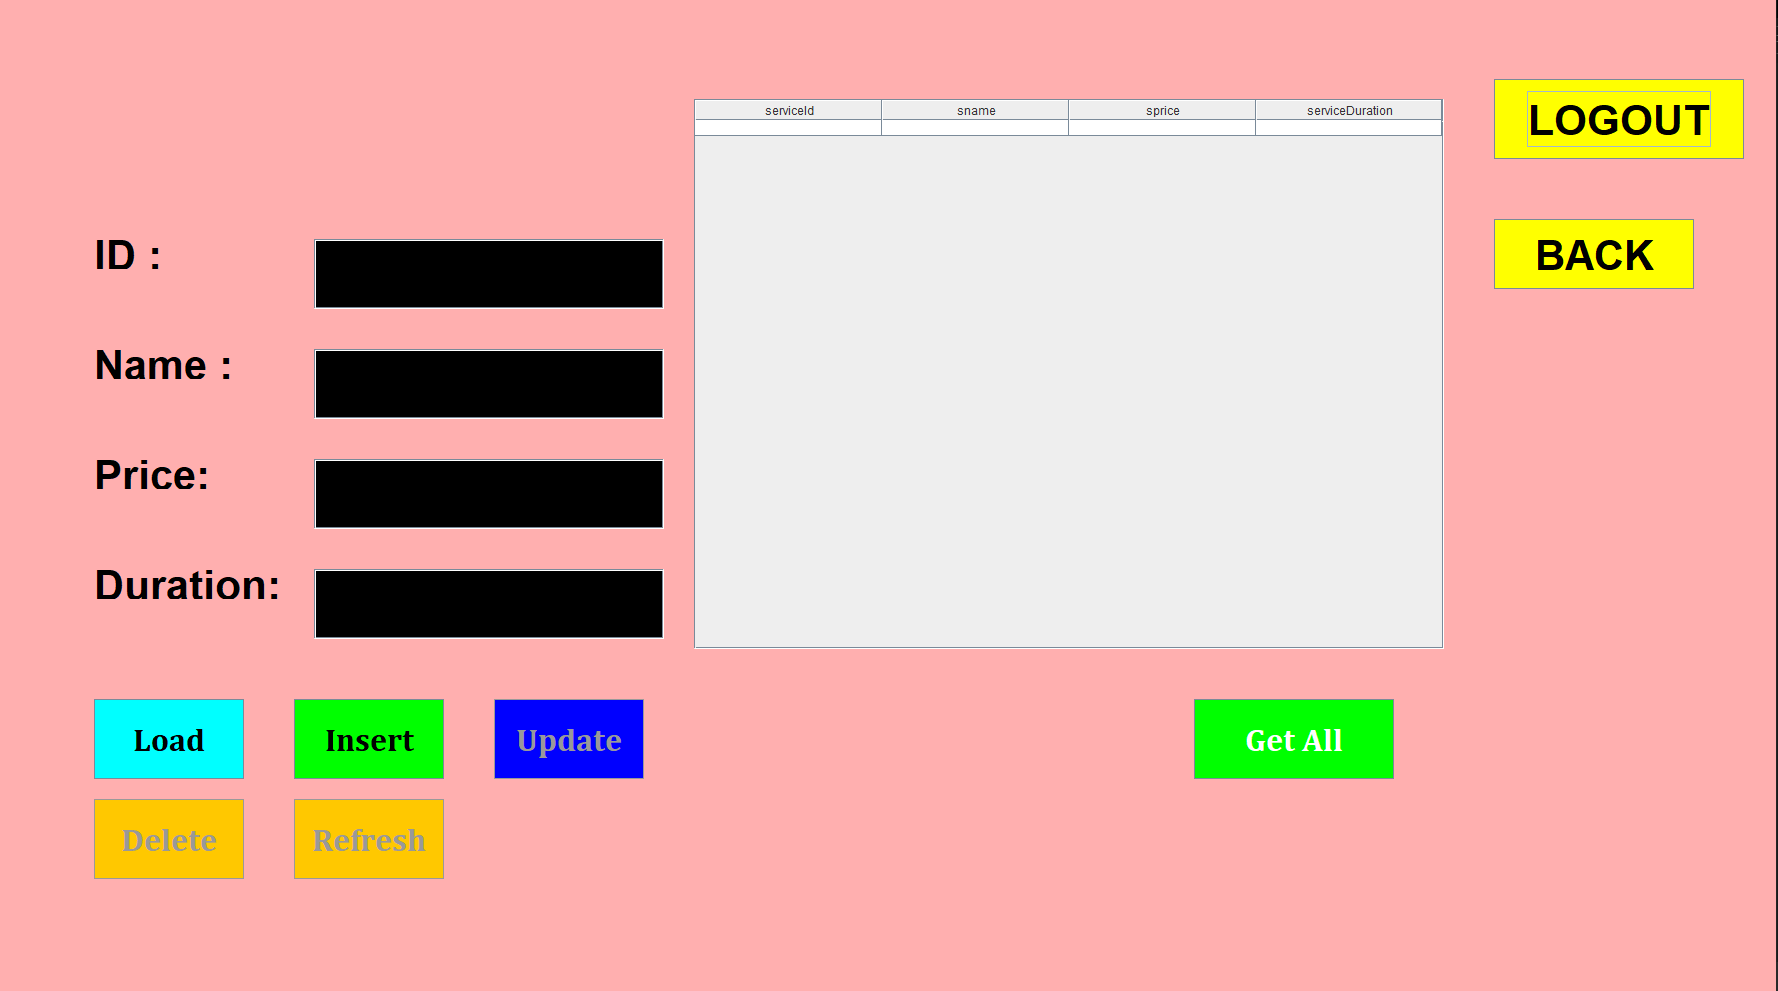 serviceId sname sprice serviceDuration
LOGOUT
BACK
ID :
Name :
Price:
Duration:
Load Insert Update Get All
Delete Refresh